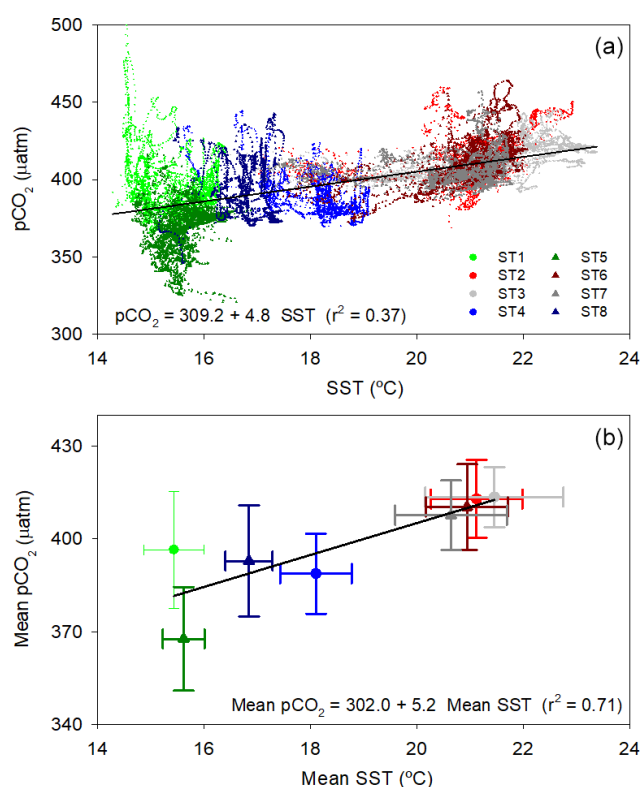 (a)
500
450
400
350
300
pCO₂ (µatm)
ST1 ST5
ST2 ST6
ST3 ST7
ST4 ST8
pCO₂ = 309.2 + 4.8 SST (r² = 0.37)
14 16 18 20 22 24
SST (ºC)
(b)
430
400
370
340
Mean pCO₂ (µatm)
Mean pCO₂ = 302.0 + 5.2 Mean SST (r² = 0.71)
14 16 18 20 22 24
Mean SST (ºC)